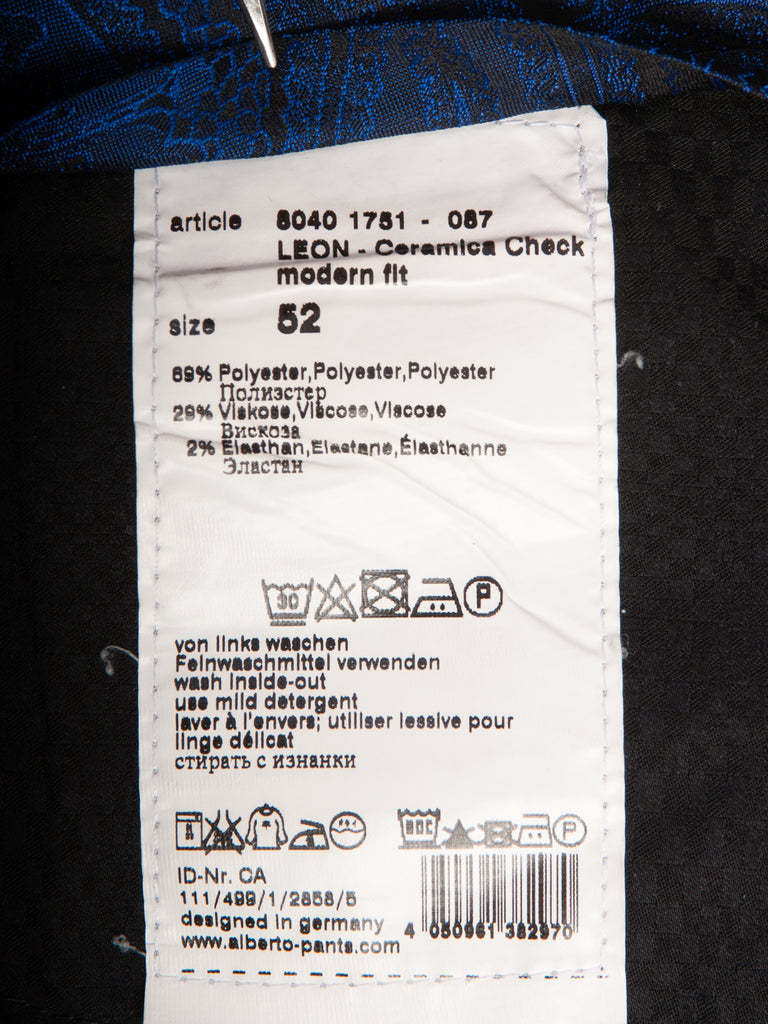 article - 087
LEON - Ceramica Check
modern fit
size 52
69% Polyester,Polyester,Polyester
Полиэстер
29% Viskose,Viscose,Viscose
Вискоза
2% Elasthan,Elastane,Élasthanne
Эластан
30 P
von links waschen
Feinwaschmittel verwenden
wash inside-out
use mild detergent
laver à l'envers; utiliser lessive pour
linge délicat
стирать с изнанки
P
ID-Nr. CA
111/499/1/2858/5
designed in germany
www.alberto-pants.com
4 050961 382970